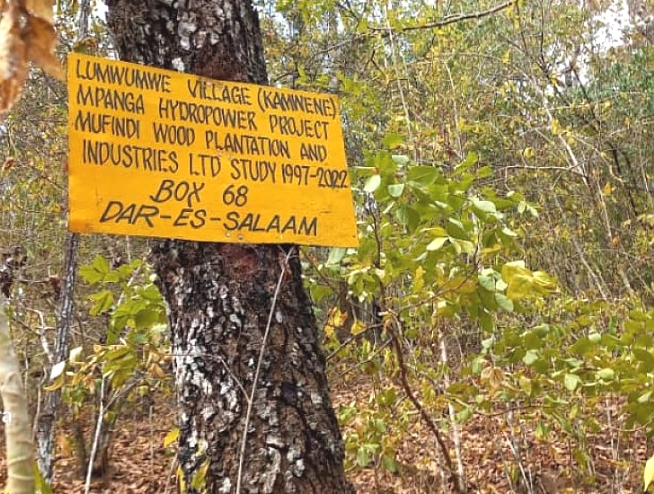 LUMWUMWE VILLAGE (KAMWENE)
MPANGA HYDROPOWER PROJECT
MUFINDI WOOD PLANTATION AND
INDUSTRIES LTD STUDY 1997-2022
BOX 68
DAR-ES-SALAAM